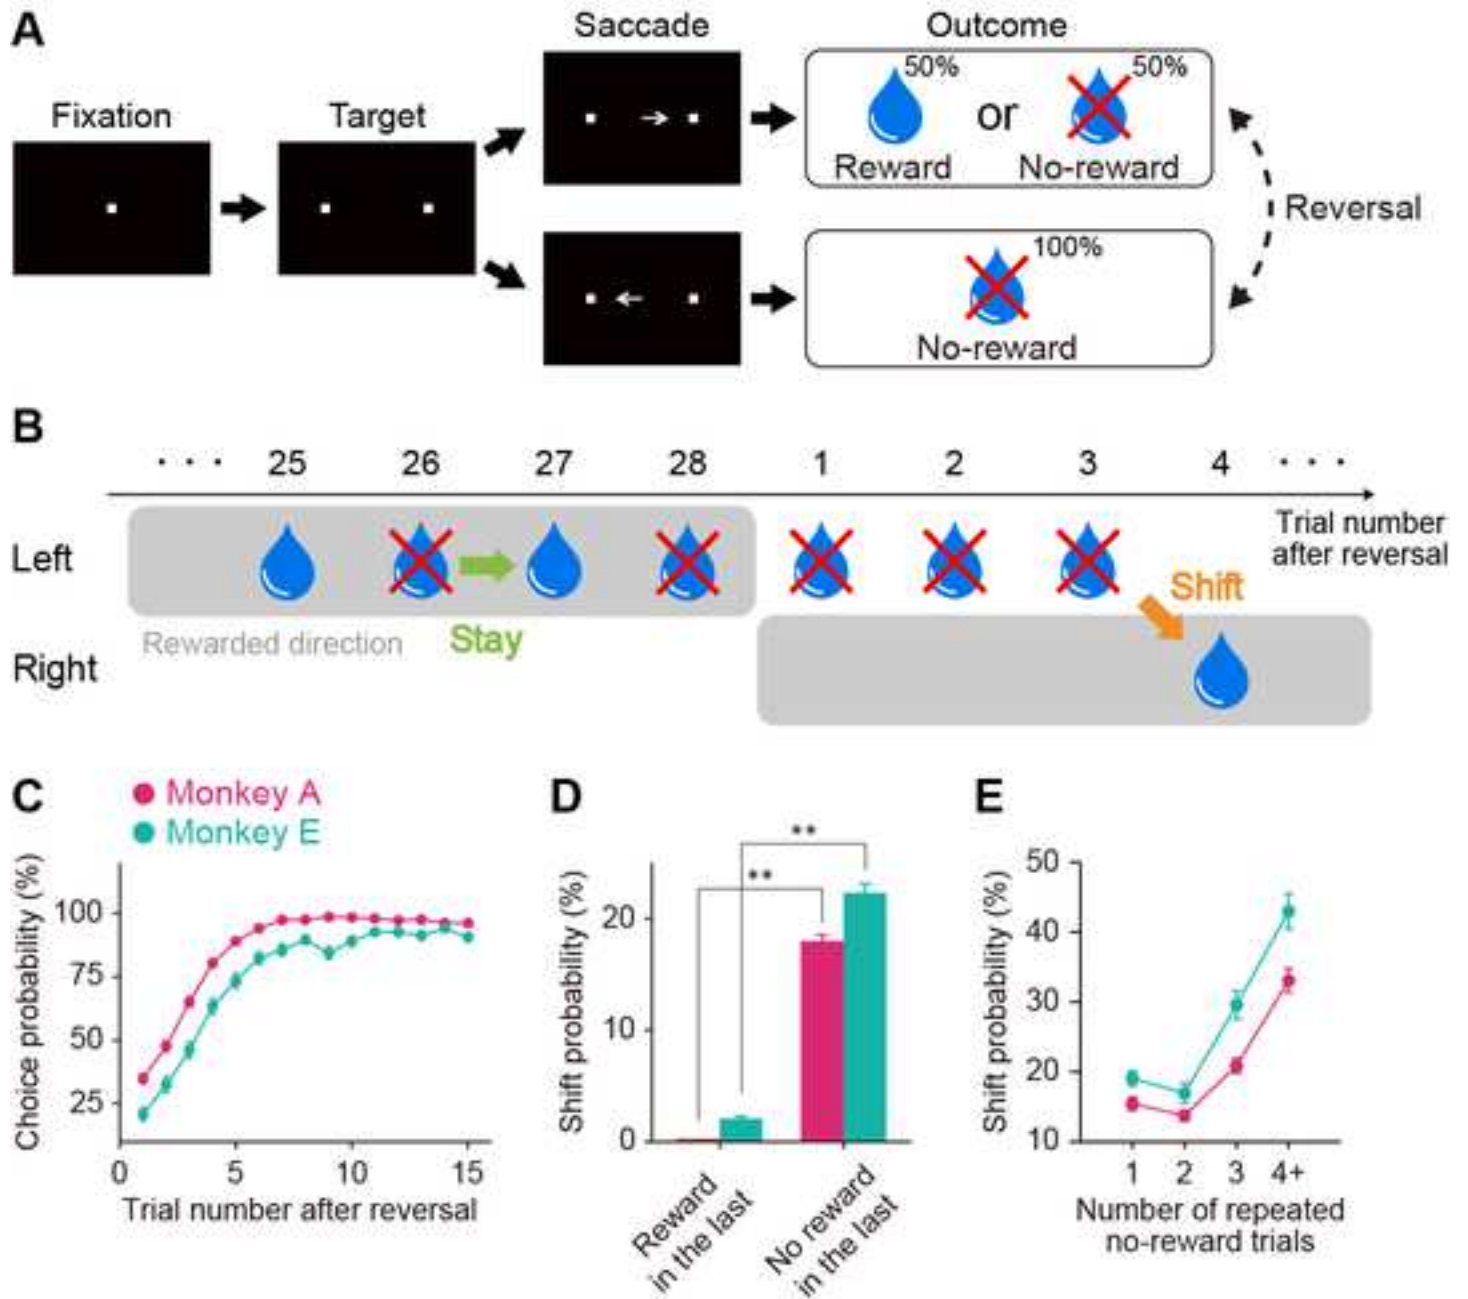 A
Saccade
Outcome
Fixation
Target
50%
50%
or
Reward
No-reward
Reversal
100%
No-reward
B
· · ·
25
26
27
28
1
2
3
4
· · ·
Trial number
after reversal
Left
Shift
Rewarded direction
Stay
Right
C
Monkey A
Monkey E
Choice probability (%)
100
75
50
25
0
5
10
15
Trial number after reversal
D
**
**
Shift probability (%)
20
10
0
Reward
in the last
No reward
in the last
E
Shift probability (%)
50
40
30
20
10
1
2
3
4+
Number of repeated
no-reward trials